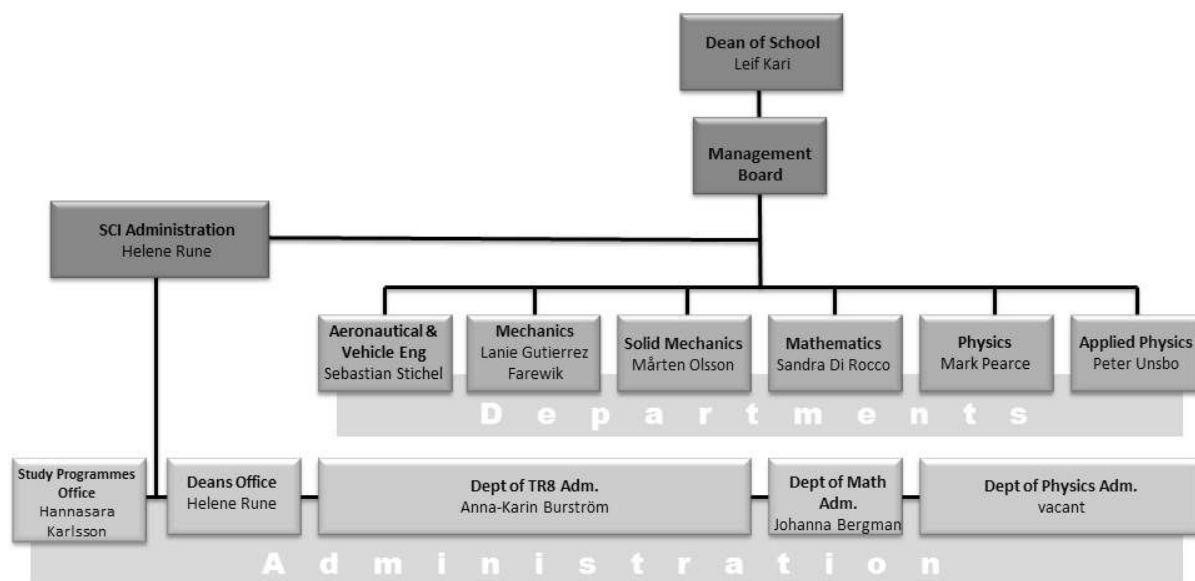 Dean of School
Leif Kari
Management
Board
SCI Administration
Helene Rune
Aeronautical &
Vehicle Eng
Sebastian Stichel
Mechanics
Lanie Gutierrez
Farewik
Solid Mechanics
Mårten Olsson
Mathematics
Sandra Di Rocco
Physics
Mark Pearce
Applied Physics
Peter Unsbo
Departments
Study Programmes
Office
Hannasara
Karlsson
Deans Office
Helene Rune
Dept of TR8 Adm.
Anna-Karin Burström
Dept of Math
Adm.
Johanna Bergman
Dept of Physics Adm.
vacant
Administration